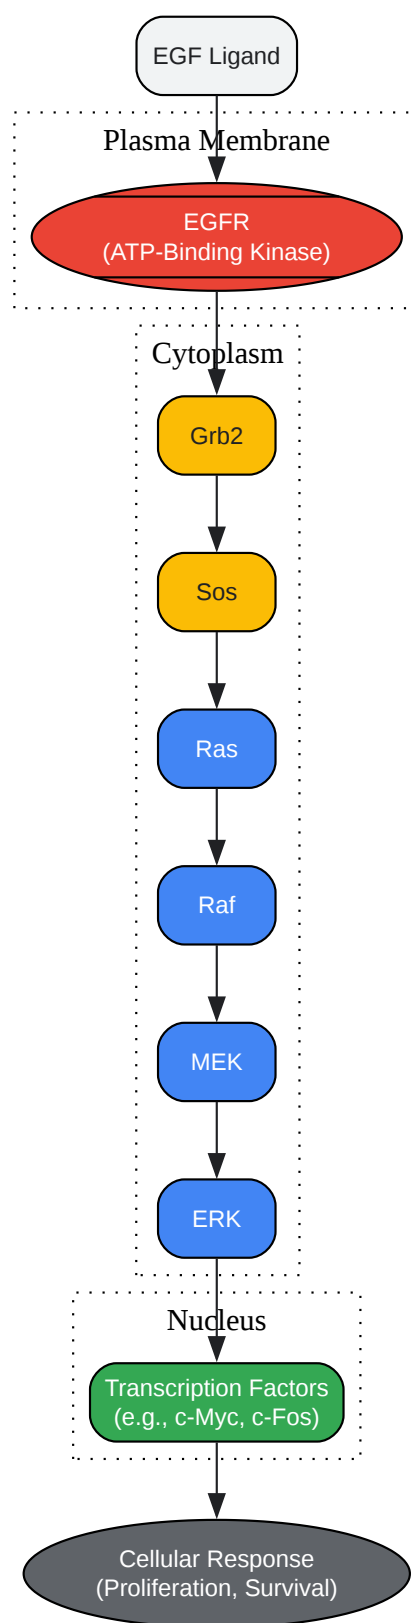 EGF Ligand
Plasma Membrane
EGFR
(ATP-Binding Kinase)
Cytoplasm
Grb2
Sos
Ras
Raf
MEK
ERK
Nucleus
Transcription Factors
(e.g., c-Myc, c-Fos)
Cellular Response
(Proliferation, Survival)